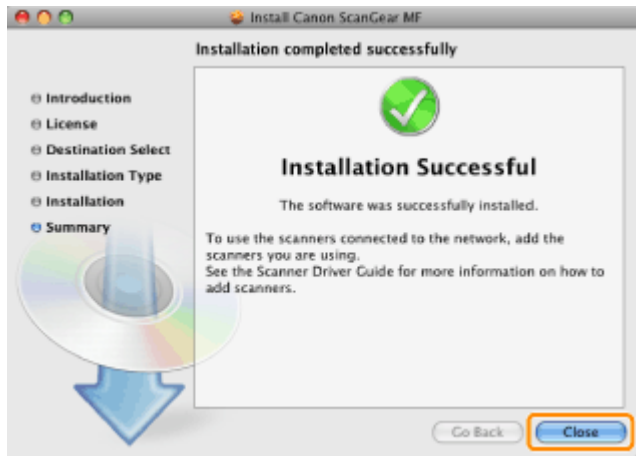 Install Canon ScanGear MF
Installation completed successfully
Introduction
License
Destination Select
Installation Type
Installation
Summary
Installation Successful
The software was successfully installed.
To use the scanners connected to the network, add the
scanners you are using.
See the Scanner Driver Guide for more information on how to
add scanners.
Go Back
Close